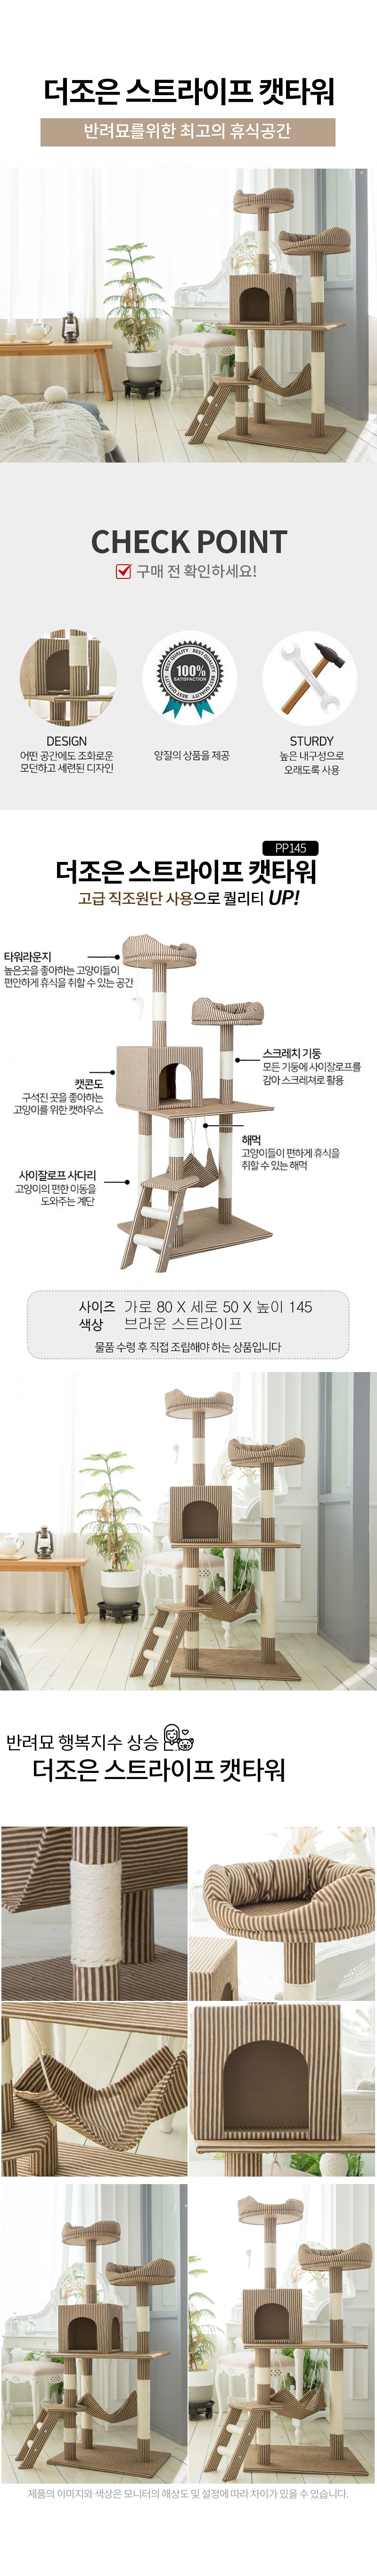 더조은 스트라이프 캣타워
반려묘를위한 최고의 휴식공간
CHECK POINT
구매 전 확인하세요!
BEST QUALITY BEST QUALITY BEST QUALITY BEST QUALITY
100%
SATISFACTION
DESIGN
어떤 공간에도 조화로운
모던하고 세련된 디자인
양질의 상품을 제공
STURDY
높은 내구성으로
오래도록 사용
PP145
더조은 스트라이프 캣타워
고급 직조원단 사용으로 퀄리티 UP!
타워라운지
높은곳을 좋아하는 고양이들이
편안하게 휴식을 취할 수 있는 공간
스크레치 기둥
모든 기둥에 사이잘로프를
감아 스크레쳐로 활용
캣콘도
구석진 곳을 좋아하는
고양이를 위한 캣하우스
해먹
고양이들이 편하게 휴식을
취할 수 있는 해먹
사이잘로프 사다리
고양이의 편한 이동을
도와주는 계단
사이즈 가로 80 X 세로 50 X 높이 145
색상 브라운 스트라이프
물품 수령 후 직접 조립해야 하는 상품입니다
반려묘 행복지수 상승
더조은 스트라이프 캣타워
제품의 이미지와 색상은 모니터의 해상도 및 설정에 따라 차이가 있을 수 있습니다.